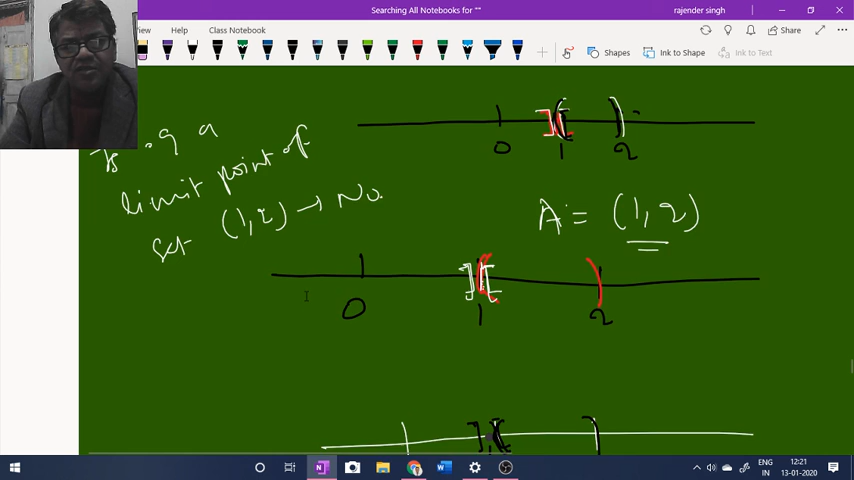 Searching All Notebooks for ""
rajender singh
View Help Class Notebook
Share
Shapes Ink to Shape Ink to Text
Is .9 a
limit point of
set (1,2) → No.
0 1 2
A = (1,2)
0 1 2
ENG
IN
12:21
13-01-2020